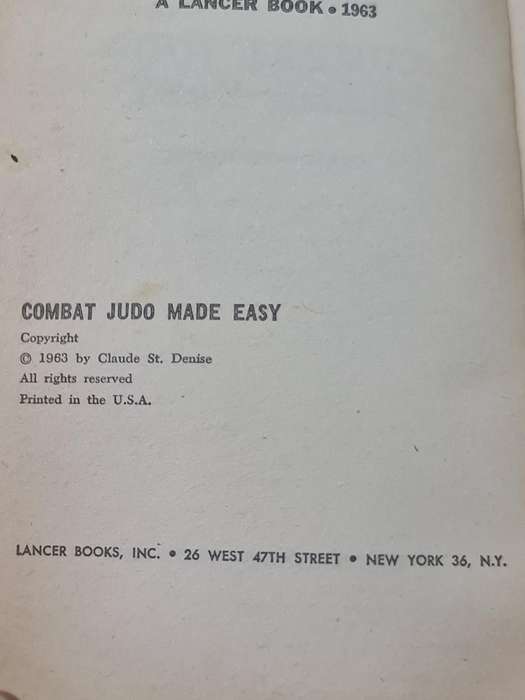 A LANCER BOOK • 1963
COMBAT JUDO MADE EASY
Copyright
© 1963 by Claude St. Denise
All rights reserved
Printed in the U.S.A.
LANCER BOOKS, INC. • 26 WEST 47TH STREET • NEW YORK 36, N.Y.